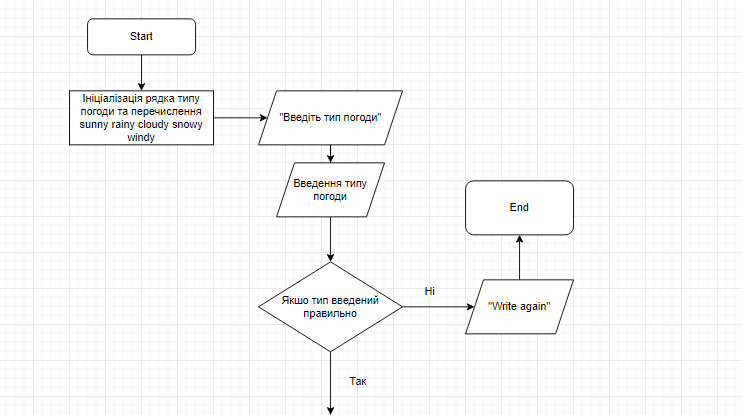 Start
Ініціалізація рядка типу
погоди та перечислення
sunny rainy cloudy snowy
windy
"Введіть тип погоди"
Введення типу
погоди
End
Якшо тип введений
правильно
Ні
"Write again"
Так